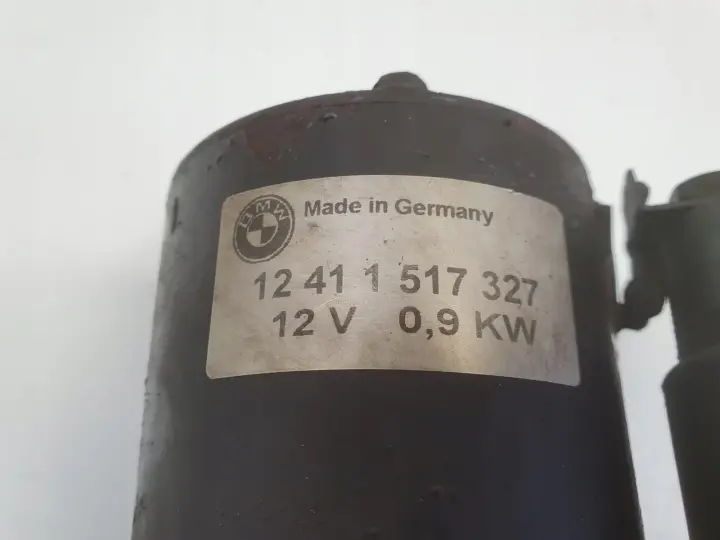 BMW Made in Germany
12 41 1 517 327
12 V 0,9 KW